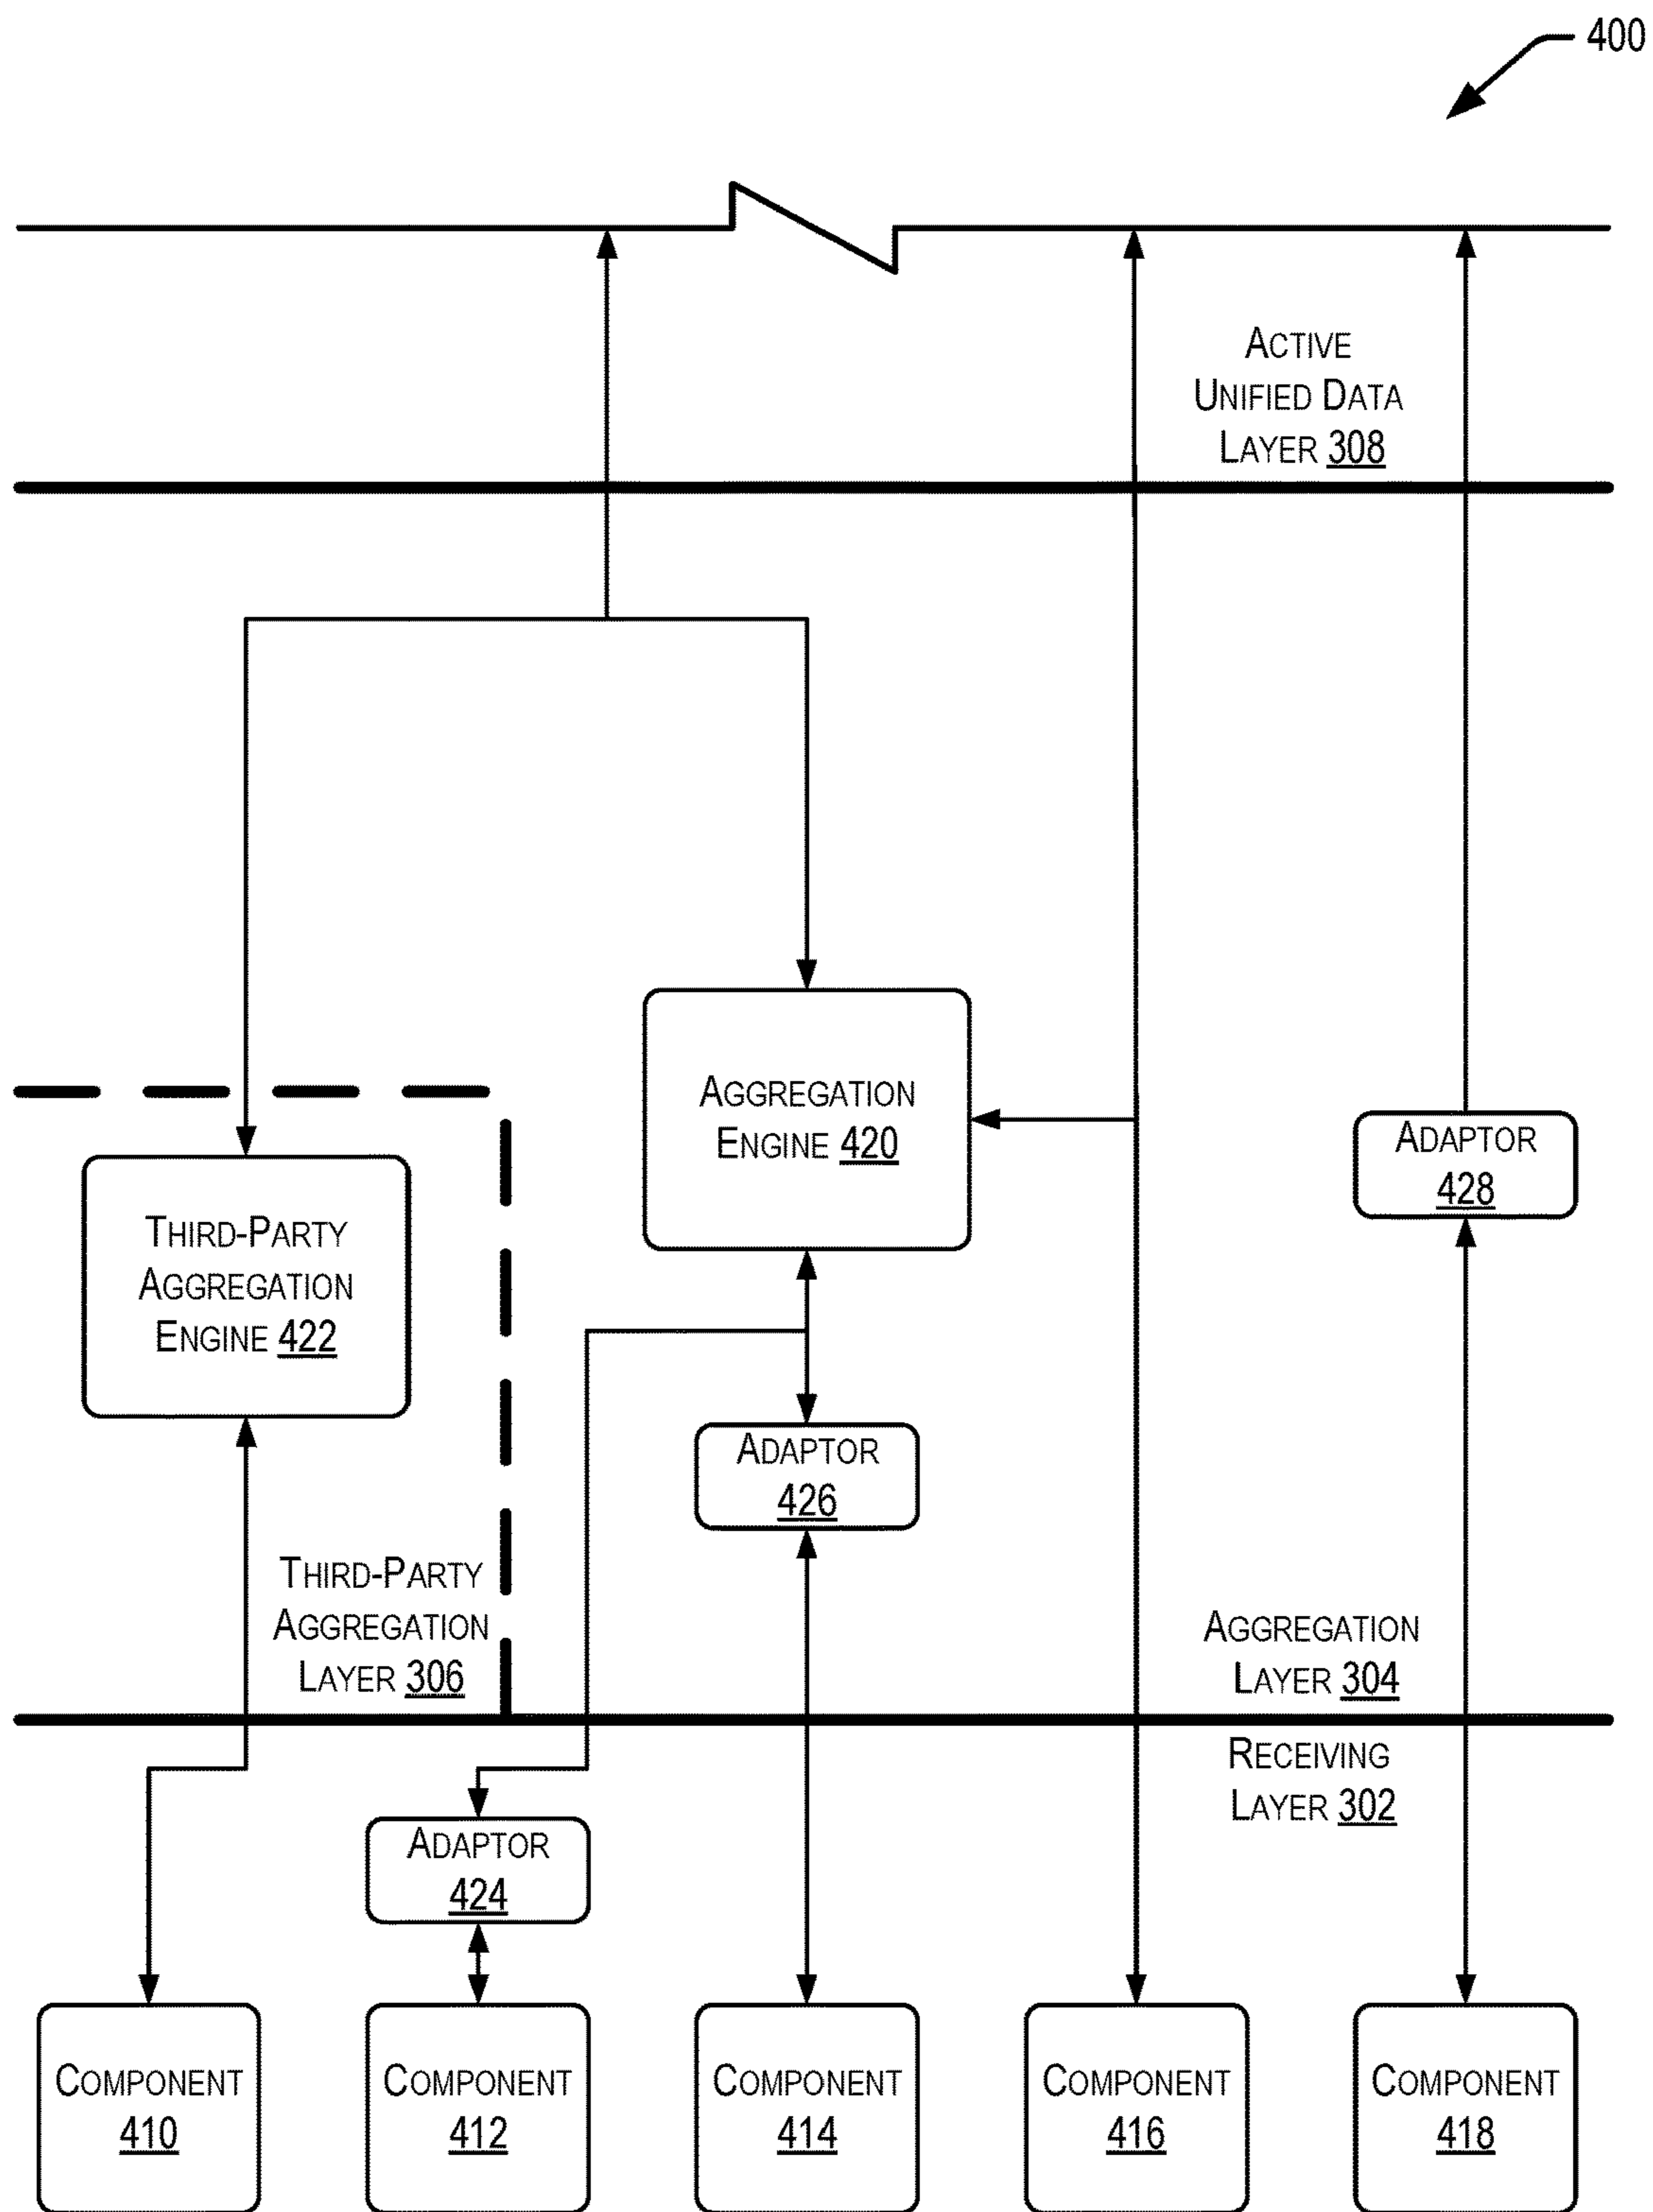 400
ACTIVE
UNIFIED DATA
LAYER 308
AGGREGATION
ENGINE 420
ADAPTOR
428
THIRD-PARTY
AGGREGATION
ENGINE 422
ADAPTOR
426
THIRD-PARTY
AGGREGATION
LAYER 306
AGGREGATION
LAYER 304
RECEIVING
LAYER 302
ADAPTOR
424
COMPONENT
410
COMPONENT
412
COMPONENT
414
COMPONENT
416
COMPONENT
418